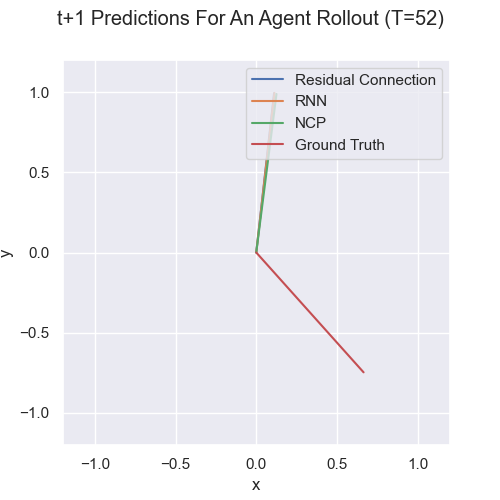 t+1 Predictions For An Agent Rollout (T=52)
Residual Connection
RNN
NCP
Ground Truth
1.0
0.5
0.0
−0.5
−1.0
y
−1.0 −0.5 0.0 0.5 1.0
x